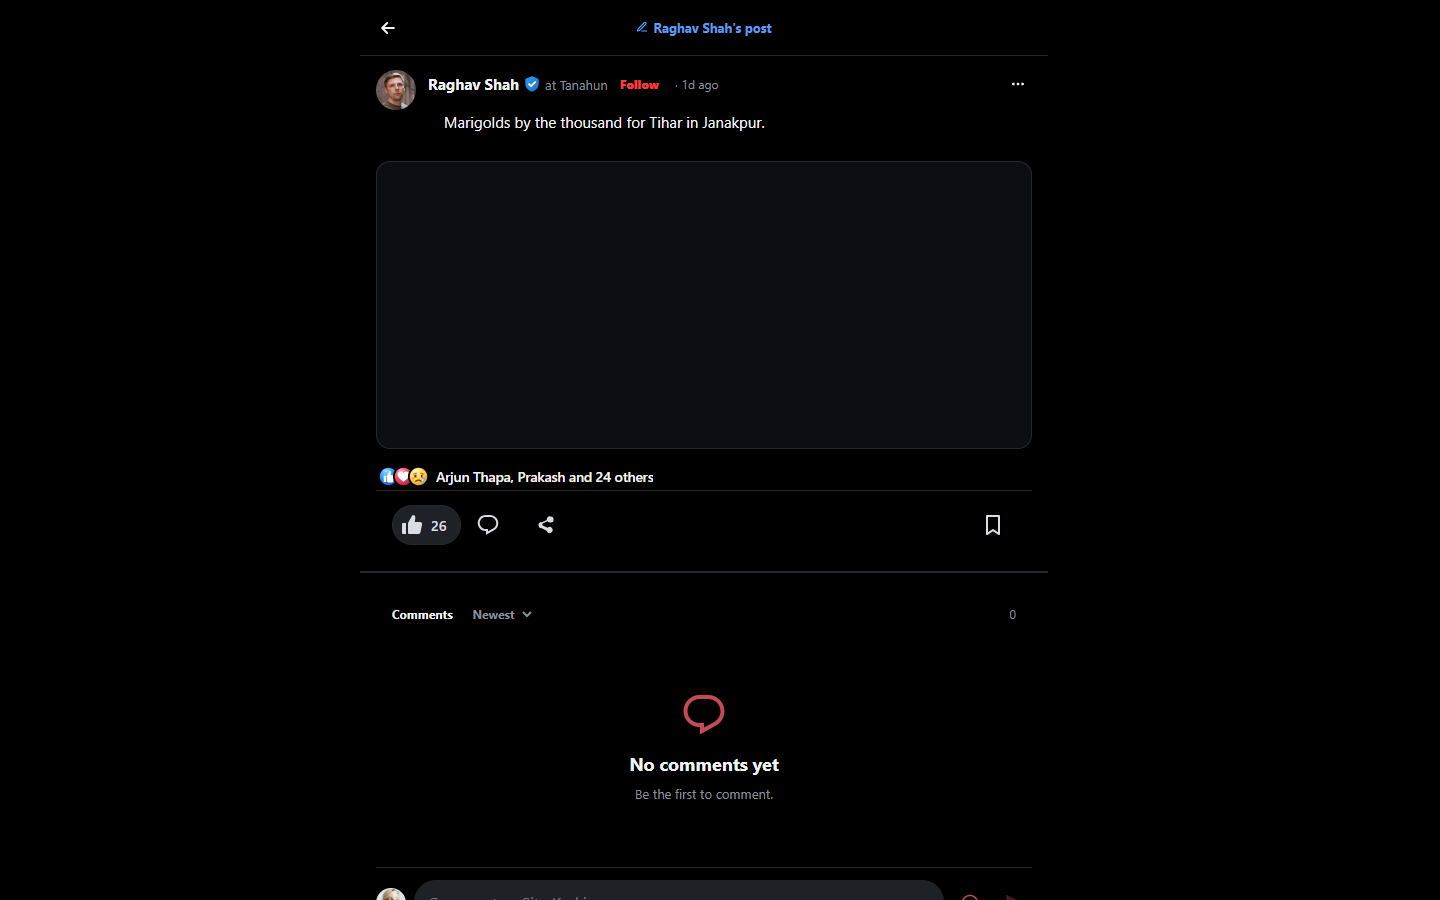 Raghav Shah's post
Raghav Shah at Tanahun Follow · 1d ago
Marigolds by the thousand for Tihar in Janakpur.
Arjun Thapa, Prakash and 24 others
26
Comments Newest 0
No comments yet
Be the first to comment.